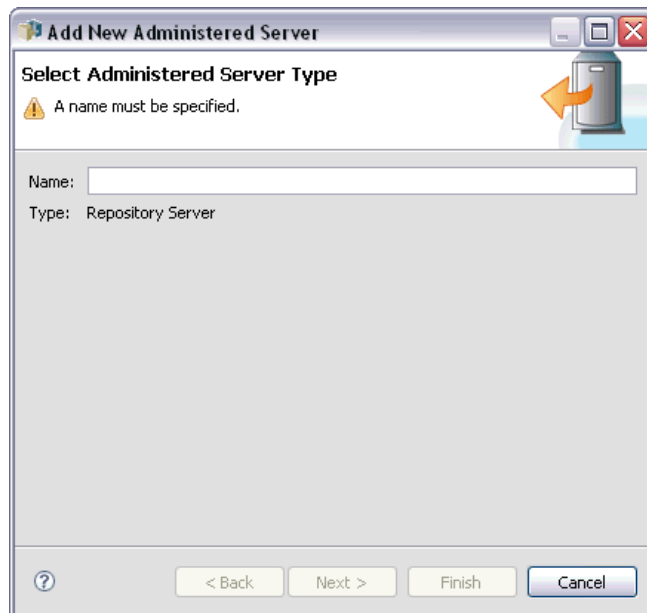 Add New Administered Server
Select Administered Server Type
A name must be specified.
Name:
Type: Repository Server
?
< Back Next > Finish Cancel